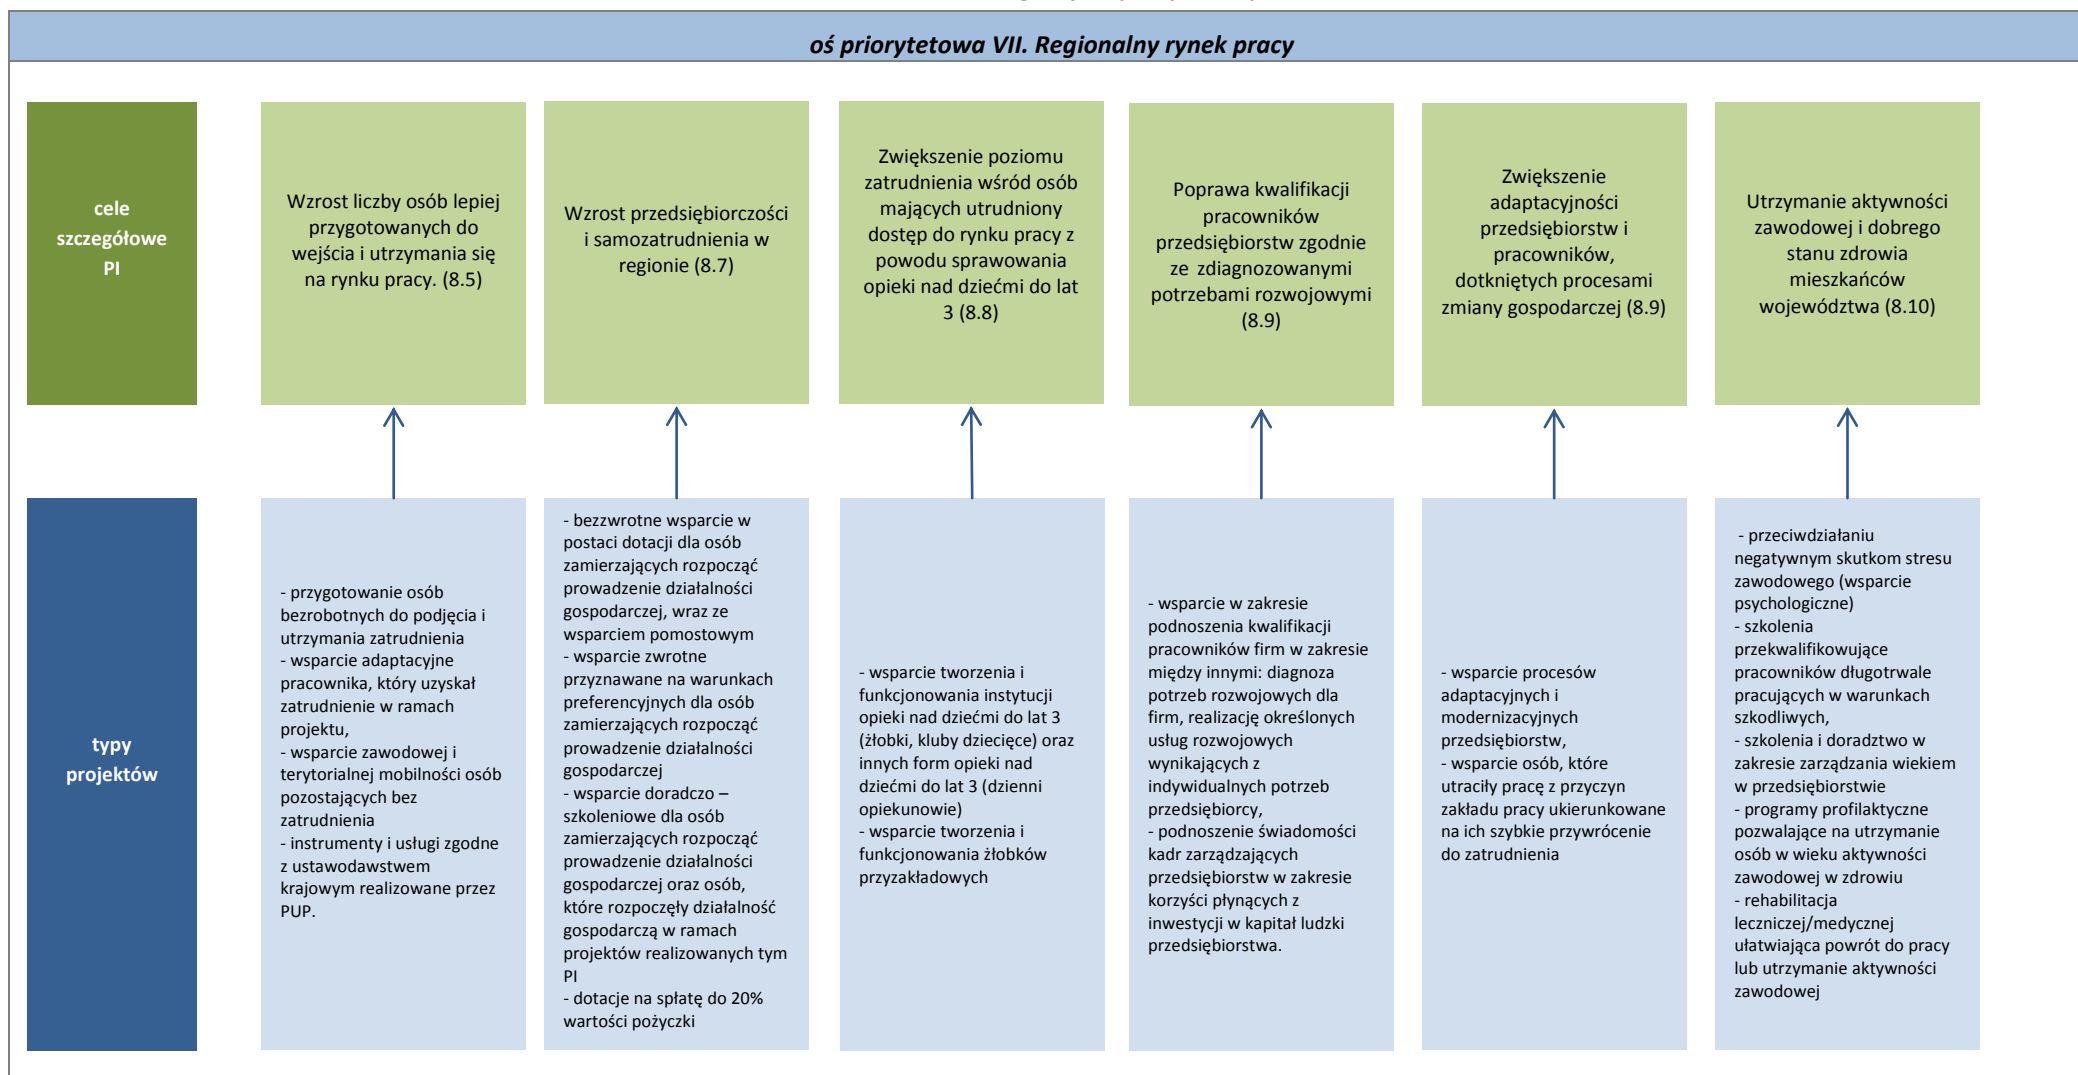 oś priorytetowa VII. Regionalny rynek pracy
cele
szczegółowe
PI
Wzrost liczby osób lepiej
przygotowanych do
wejścia i utrzymania się
na rynku pracy. (8.5)
Wzrost przedsiębiorczości
i samozatrudnienia w
regionie (8.7)
Zwiększenie poziomu
zatrudnienia wśród osób
mających utrudniony
dostęp do rynku pracy z
powodu sprawowania
opieki nad dziećmi do lat
3 (8.8)
Poprawa kwalifikacji
pracowników
przedsiębiorstw zgodnie
ze zdiagnozowanymi
potrzebami rozwojowymi
(8.9)
Zwiększenie
adaptacyjności
przedsiębiorstw i
pracowników,
dotkniętych procesami
zmiany gospodarczej (8.9)
Utrzymanie aktywności
zawodowej i dobrego
stanu zdrowia
mieszkańców
województwa (8.10)
typy
projektów
- przygotowanie osób
bezrobotnych do podjęcia i
utrzymania zatrudnienia
- wsparcie adaptacyjne
pracownika, który uzyskał
zatrudnienie w ramach
projektu,
- wsparcie zawodowej i
terytorialnej mobilności osób
pozostających bez
zatrudnienia
- instrumenty i usługi zgodne
z ustawodawstwem
krajowym realizowane przez
PUP.
- bezzwrotne wsparcie w
postaci dotacji dla osób
zamierzających rozpocząć
prowadzenie działalności
gospodarczej, wraz ze
wsparciem pomostowym
- wsparcie zwrotne
przyznawane na warunkach
preferencyjnych dla osób
zamierzających rozpocząć
prowadzenie działalności
gospodarczej
- wsparcie doradczo –
szkoleniowe dla osób
zamierzających rozpocząć
prowadzenie działalności
gospodarczej oraz osób,
które rozpoczęły działalność
gospodarczą w ramach
projektów realizowanych tym
PI
- dotacje na spłatę do 20%
wartości pożyczki
- wsparcie tworzenia i
funkcjonowania instytucji
opieki nad dziećmi do lat 3
(żłobki, kluby dziecięce) oraz
innych form opieki nad
dziećmi do lat 3 (dzienni
opiekunowie)
- wsparcie tworzenia i
funkcjonowania żłobków
przyzakładowych
- wsparcie w zakresie
podnoszenia kwalifikacji
pracowników firm w zakresie
między innymi: diagnoza
potrzeb rozwojowych dla
firm, realizację określonych
usług rozwojowych
wynikających z
indywidualnych potrzeb
przedsiębiorcy,
- podnoszenie świadomości
kadr zarządzających
przedsiębiorstw w zakresie
korzyści płynących z
inwestycji w kapitał ludzki
przedsiębiorstwa.
- wsparcie procesów
adaptacyjnych i
modernizacyjnych
przedsiębiorstw,
- wsparcie osób, które
utraciły pracę z przyczyn
zakładu pracy ukierunkowane
na ich szybkie przywrócenie
do zatrudnienia
- przeciwdziałaniu
negatywnym skutkom stresu
zawodowego (wsparcie
psychologiczne)
- szkolenia
przekwalifikowujące
pracowników długotrwale
pracujących w warunkach
szkodliwych,
- szkolenia i doradztwo w
zakresie zarządzania wiekiem
w przedsiębiorstwie
- programy profilaktyczne
pozwalające na utrzymanie
osób w wieku aktywności
zawodowej w zdrowiu
- rehabilitacja
leczniczej/medycznej
ułatwiająca powrót do pracy
lub utrzymanie aktywności
zawodowej